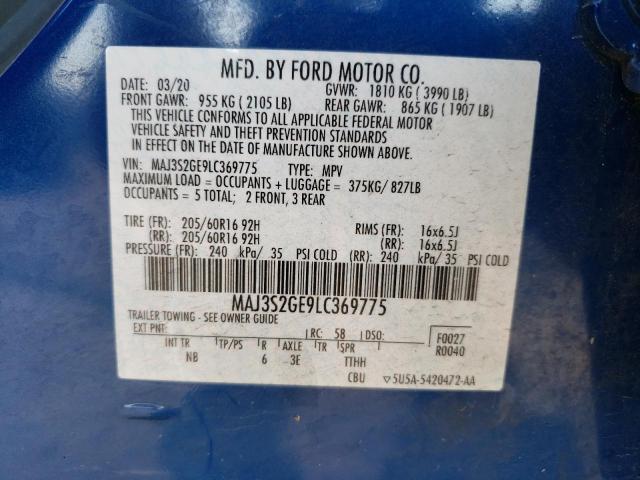 MFD. BY FORD MOTOR CO.
DATE: 03/20 GVWR: 1810 KG ( 3990 LB)
FRONT GAWR: 955 KG ( 2105 LB) REAR GAWR: 865 KG ( 1907 LB)
THIS VEHICLE CONFORMS TO ALL APPLICABLE FEDERAL MOTOR
VEHICLE SAFETY AND THEFT PREVENTION STANDARDS
IN EFFECT ON THE DATE OF MANUFACTURE SHOWN ABOVE.
VIN: MAJ3S2GE9LC369775 TYPE: MPV
MAXIMUM LOAD = OCCUPANTS + LUGGAGE = 375KG/ 827LB
OCCUPANTS = 5 TOTAL; 2 FRONT, 3 REAR
TIRE (FR): 205/60R16 92H RIMS (FR): 16x6.5J
(RR): 205/60R16 92H (RR): 16x6.5J
PRESSURE (FR): 240 kPa/ 35 PSI COLD (RR): 240 kPa/ 35 PSI COLD
MAJ3S2GE9LC369775
TRAILER TOWING - SEE OWNER GUIDE
EXT PNT: RC: 58 DSO: F0027
INT TR TP/PS R AXLE TR SPR R0040
NB 6 3E TTHH
CBU ▽5U5A-5420472-AA